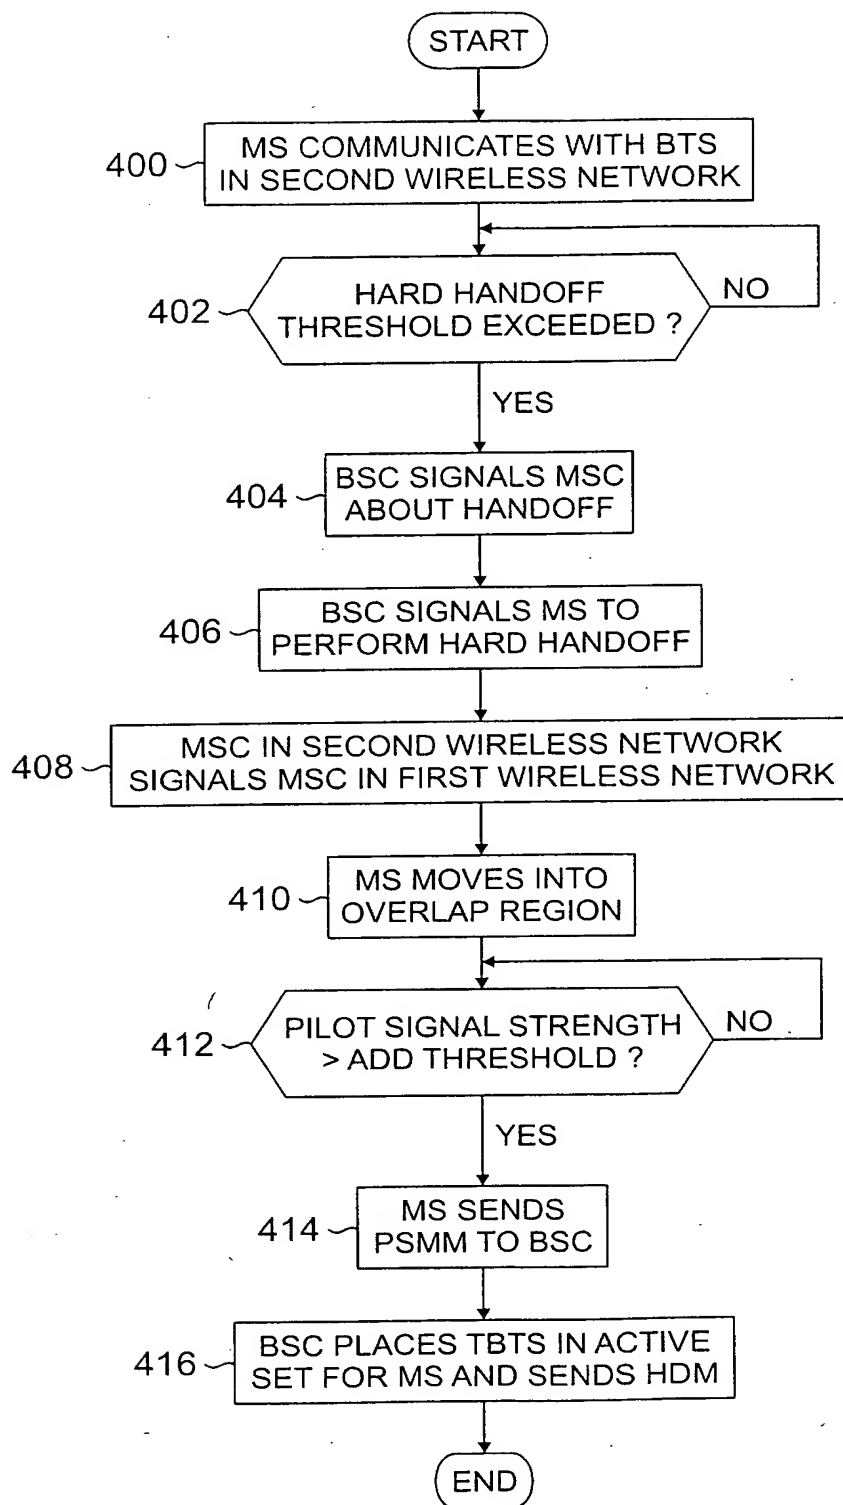 START
400
MS COMMUNICATES WITH BTS
IN SECOND WIRELESS NETWORK
402
HARD HANDOFF
THRESHOLD EXCEEDED ?
NO
YES
404
BSC SIGNALS MSC
ABOUT HANDOFF
406
BSC SIGNALS MS TO
PERFORM HARD HANDOFF
408
MSC IN SECOND WIRELESS NETWORK
SIGNALS MSC IN FIRST WIRELESS NETWORK
410
MS MOVES INTO
OVERLAP REGION
412
PILOT SIGNAL STRENGTH
> ADD THRESHOLD ?
NO
YES
414
MS SENDS
PSMM TO BSC
416
BSC PLACES TBTS IN ACTIVE
SET FOR MS AND SENDS HDM
END